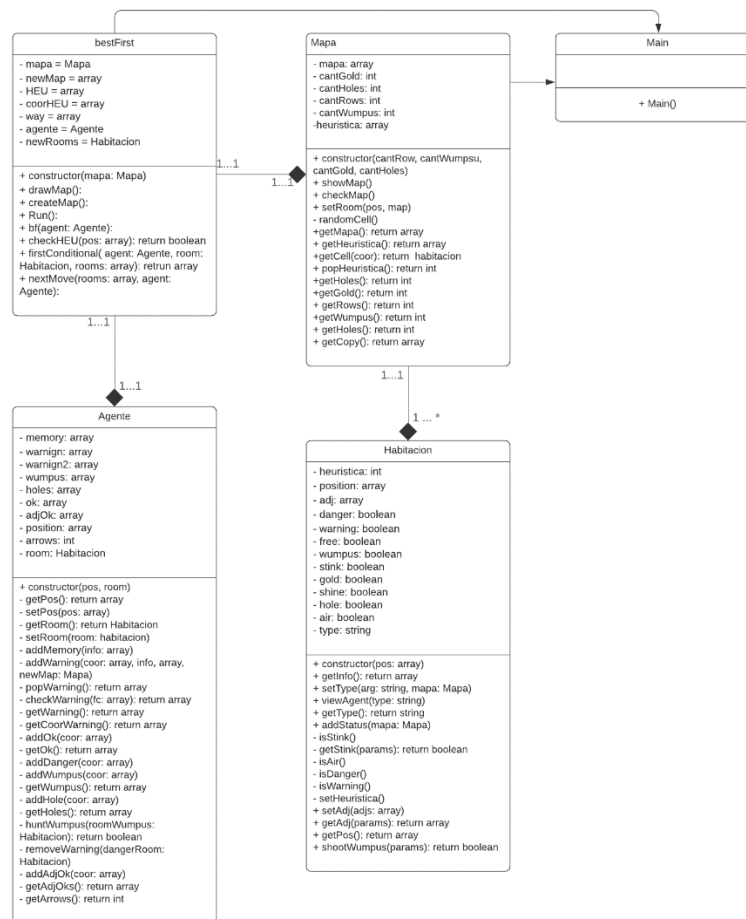 bestFirst
- mapa = Mapa
- newMap = array
- HEU = array
- coorHEU = array
- way = array
- agente = Agente
- newRooms = Habitacion
+ constructor(mapa: Mapa)
+ drawMap():
+ createMap():
+ Run():
+ bf(agent: Agente):
+ checkHEU(pos: array): return boolean
+ firstConditional( agent: Agente, room:
Habitacion, rooms: array): retrun array
+ nextMove(rooms: array, agent:
Agente):
1...1
1...1
1...1
1...1
Mapa
- mapa: array
- cantGold: int
- cantHoles: int
- cantRows: int
- cantWumpus: int
-heuristica: array
+ constructor(cantRow, cantWumpsu,
cantGold, cantHoles)
+ showMap()
+ checkMap()
+ setRoom(pos, map)
- randomCell()
+getMapa(): return array
+ getHeuristica(): return array
+getCell(coor): return habitacion
+ popHeuristica(): return int
+getHoles(): return int
+getGold(): return int
+ getRows(): return int
+getWumpus(): return int
+ getHoles(): return int
+ getCopy(): return array
1...1
1 ... *
Main
+ Main()
Agente
- memory: array
- warnign: array
- warnign2: array
- wumpus: array
- holes: array
- ok: array
- adjOk: array
- position: array
- arrows: int
- room: Habitacion
+ constructor(pos, room)
- getPos(): return array
- setPos(pos: array)
- getRoom(): return Habitacion
- setRoom(room: habitacion)
- addMemory(info: array)
- addWarning(coor: array, info, array,
newMap: Mapa)
- popWarning(): return array
- checkWarning(fc: array): return array
- getWarning(): return array
- getCoorWarning(): return array
- addOk(coor: array)
- getOk(): return array
- addDanger(coor: array)
- addWumpus(coor: array)
- getWumpus(): return array
- addHole(coor: array)
- getHoles(): return array
- huntWumpus(roomWumpus:
Habitacion): return boolean
- removeWarning(dangerRoom:
Habitacion)
- addAdjOk(coor: array)
- getAdjOks(): return array
- getArrows(): return int
Habitacion
- heuristica: int
- position: array
- adj: array
- danger: boolean
- warning: boolean
- free: boolean
- wumpus: boolean
- stink: boolean
- gold: boolean
- shine: boolean
- hole: boolean
- air: boolean
- type: string
+ constructor(pos: array)
+ getInfo(): return array
+ setType(arg: string, mapa: Mapa)
+ viewAgent(type: string)
+ getType(): return string
+ addStatus(mapa: Mapa)
- isStink()
- getStink(params): return boolean
- isAir()
- isDanger()
- isWarning()
- setHeuristica()
+ setAdj(adjs: array)
+ getAdj(params): return array
+ getPos(): return array
+ shootWumpus(params): return boolean